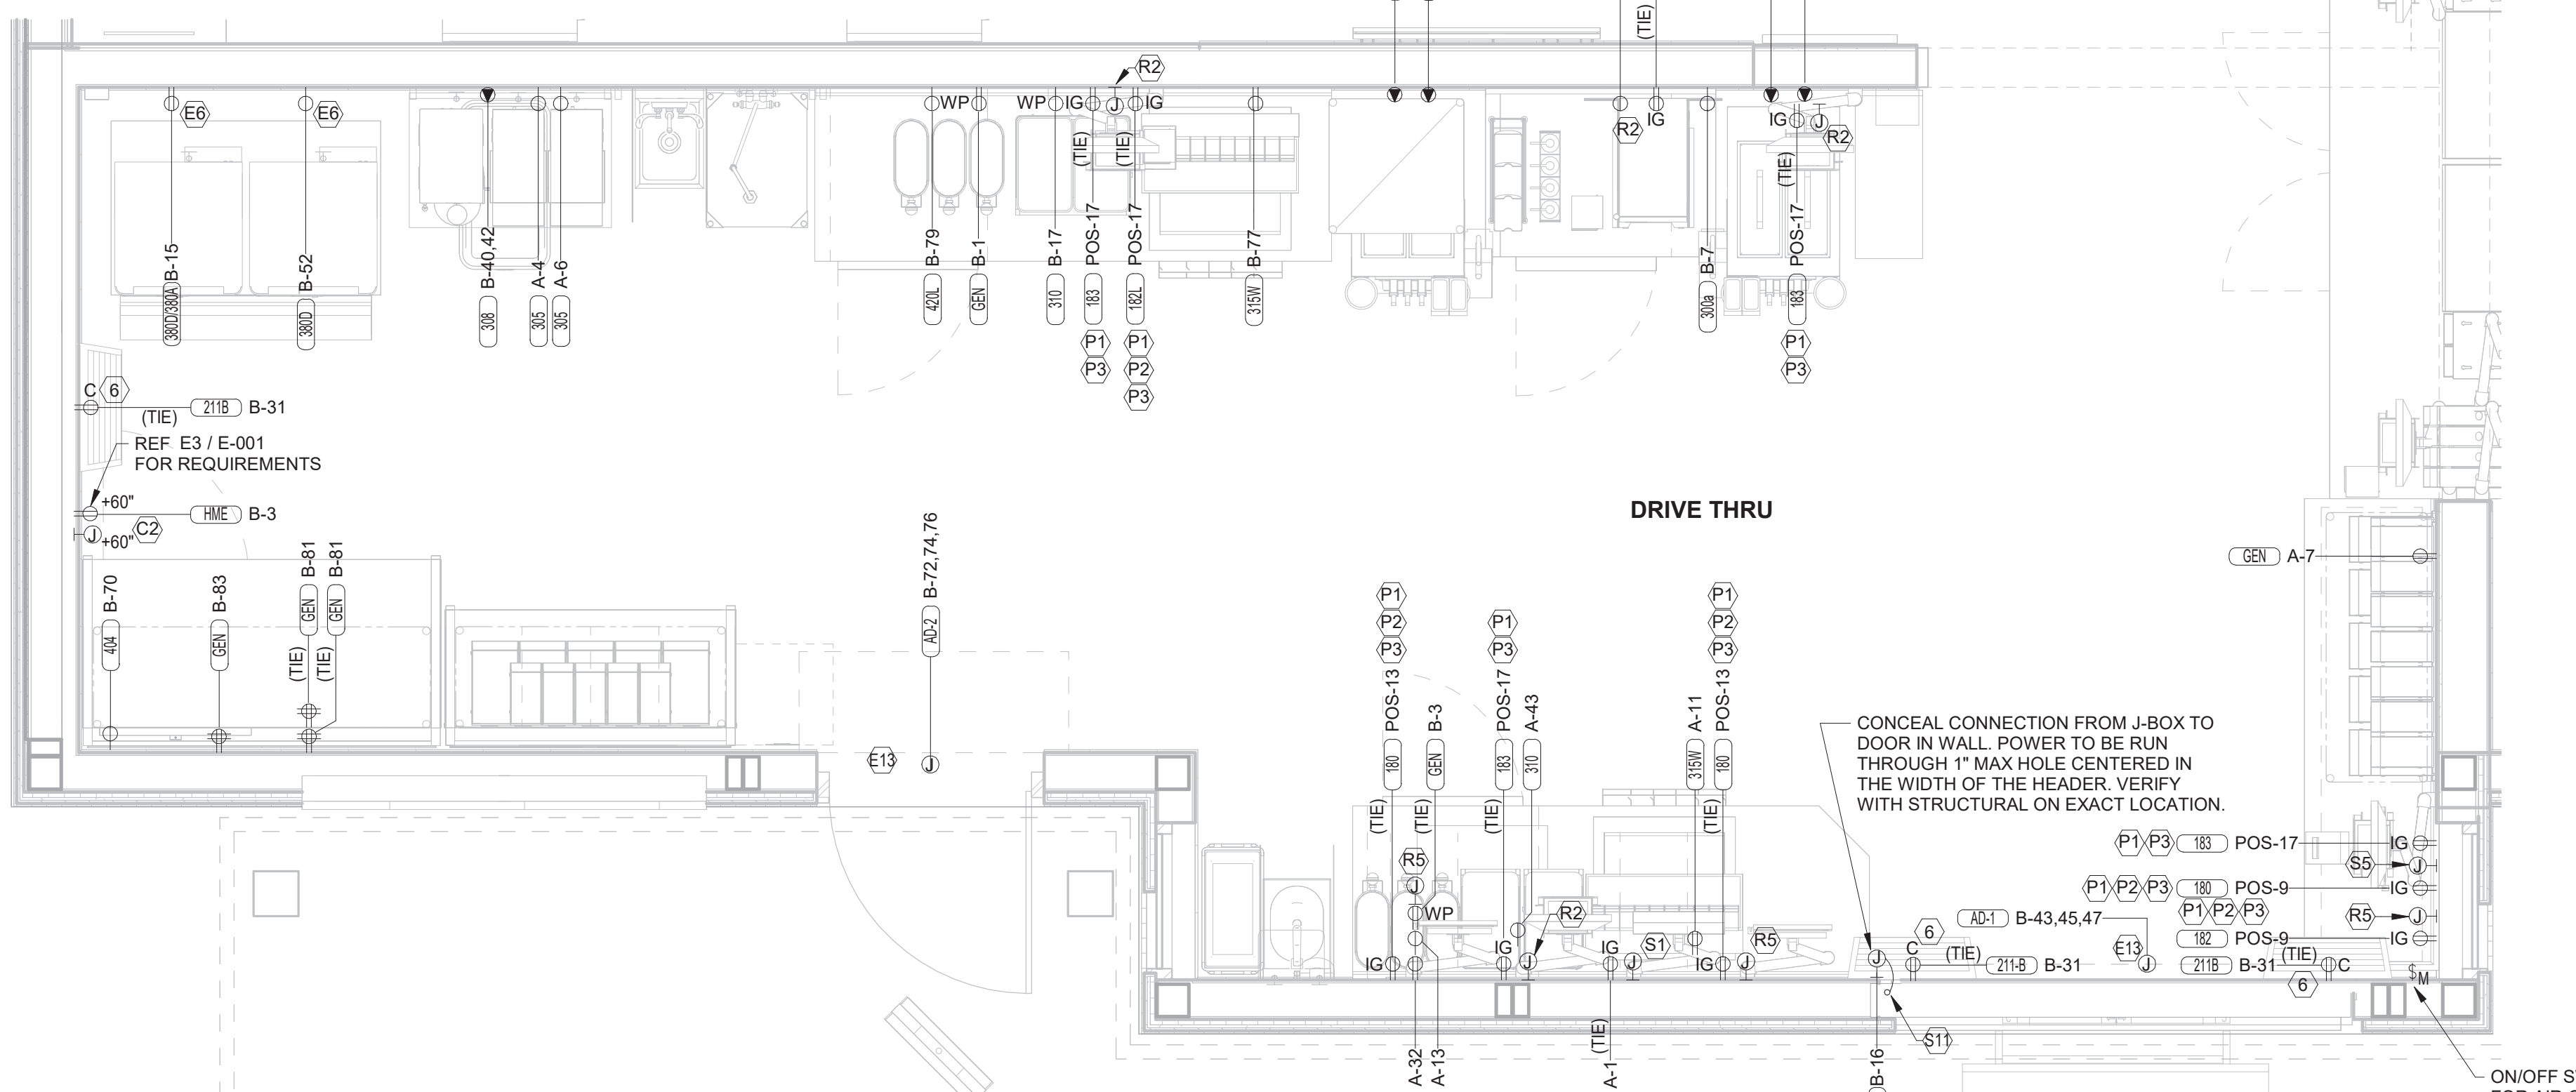 (TIE)
R2
E6
E6
WP
WP
IG
J
IG
R2
IG
IG
J
R2
(TIE)
(TIE)
(TIE)
380D/380A B-15
380D B-52
308 B-40,42
305 A-4
305 A-6
420L B-79
GEN B-1
310 B-17
183 POS-17
182L POS-17
315W B-77
300a B-7
183 POS-17
P1
P3
P1
P2
P3
P1
P3
C 6
(TIE)
211B B-31
REF E3 / E-001
FOR REQUIREMENTS
+60"
HME B-3
C2
J +60"
DRIVE THRU
404 B-70
GEN B-83
GEN B-81
GEN B-81
(TIE)
(TIE)
AD-2 B-72,74,76
E13
J
GEN A-7
P1
P2
P3
P1
P3
P1
P2
P3
180 POS-13
GEN B-3
183 POS-17
310 A-43
315W A-11
180 POS-13
(TIE)
(TIE)
(TIE)
(TIE)
CONCEAL CONNECTION FROM J-BOX TO
DOOR IN WALL. POWER TO BE RUN
THROUGH 1" MAX HOLE CENTERED IN
THE WIDTH OF THE HEADER. VERIFY
WITH STRUCTURAL ON EXACT LOCATION.
R5
J
WP
R2
IG
IG
J
IG
J
S1
IG
J
R5
P1 P3 183 POS-17 IG
S5 J
P1 P2 P3 180 POS-9 IG
P1 P2 P3
R5 J
182 POS-9 IG
AD-1 B-43,45,47
E13
J
J
6
C
(TIE)
211-B B-31
211B B-31
(TIE)
C
6
$M
S11
A-32
A-13
A-1
(TIE)
B-16
ON/OFF S